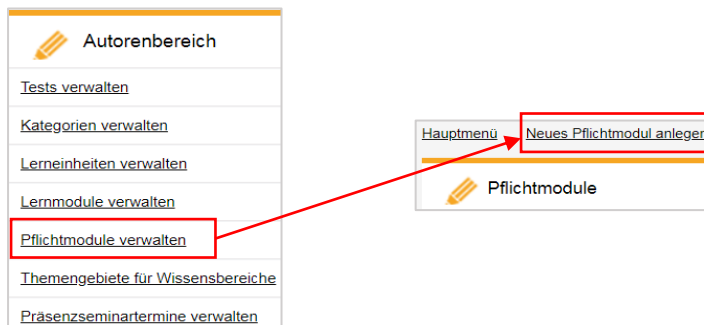 Autorenbereich
Tests verwalten
Kategorien verwalten
Lerneinheiten verwalten
Lernmodule verwalten
Pflichtmodule verwalten
Themengebiete für Wissensbereiche
Präsenzseminartermine verwalten
Hauptmenü Neues Pflichtmodul anlegen
Pflichtmodule